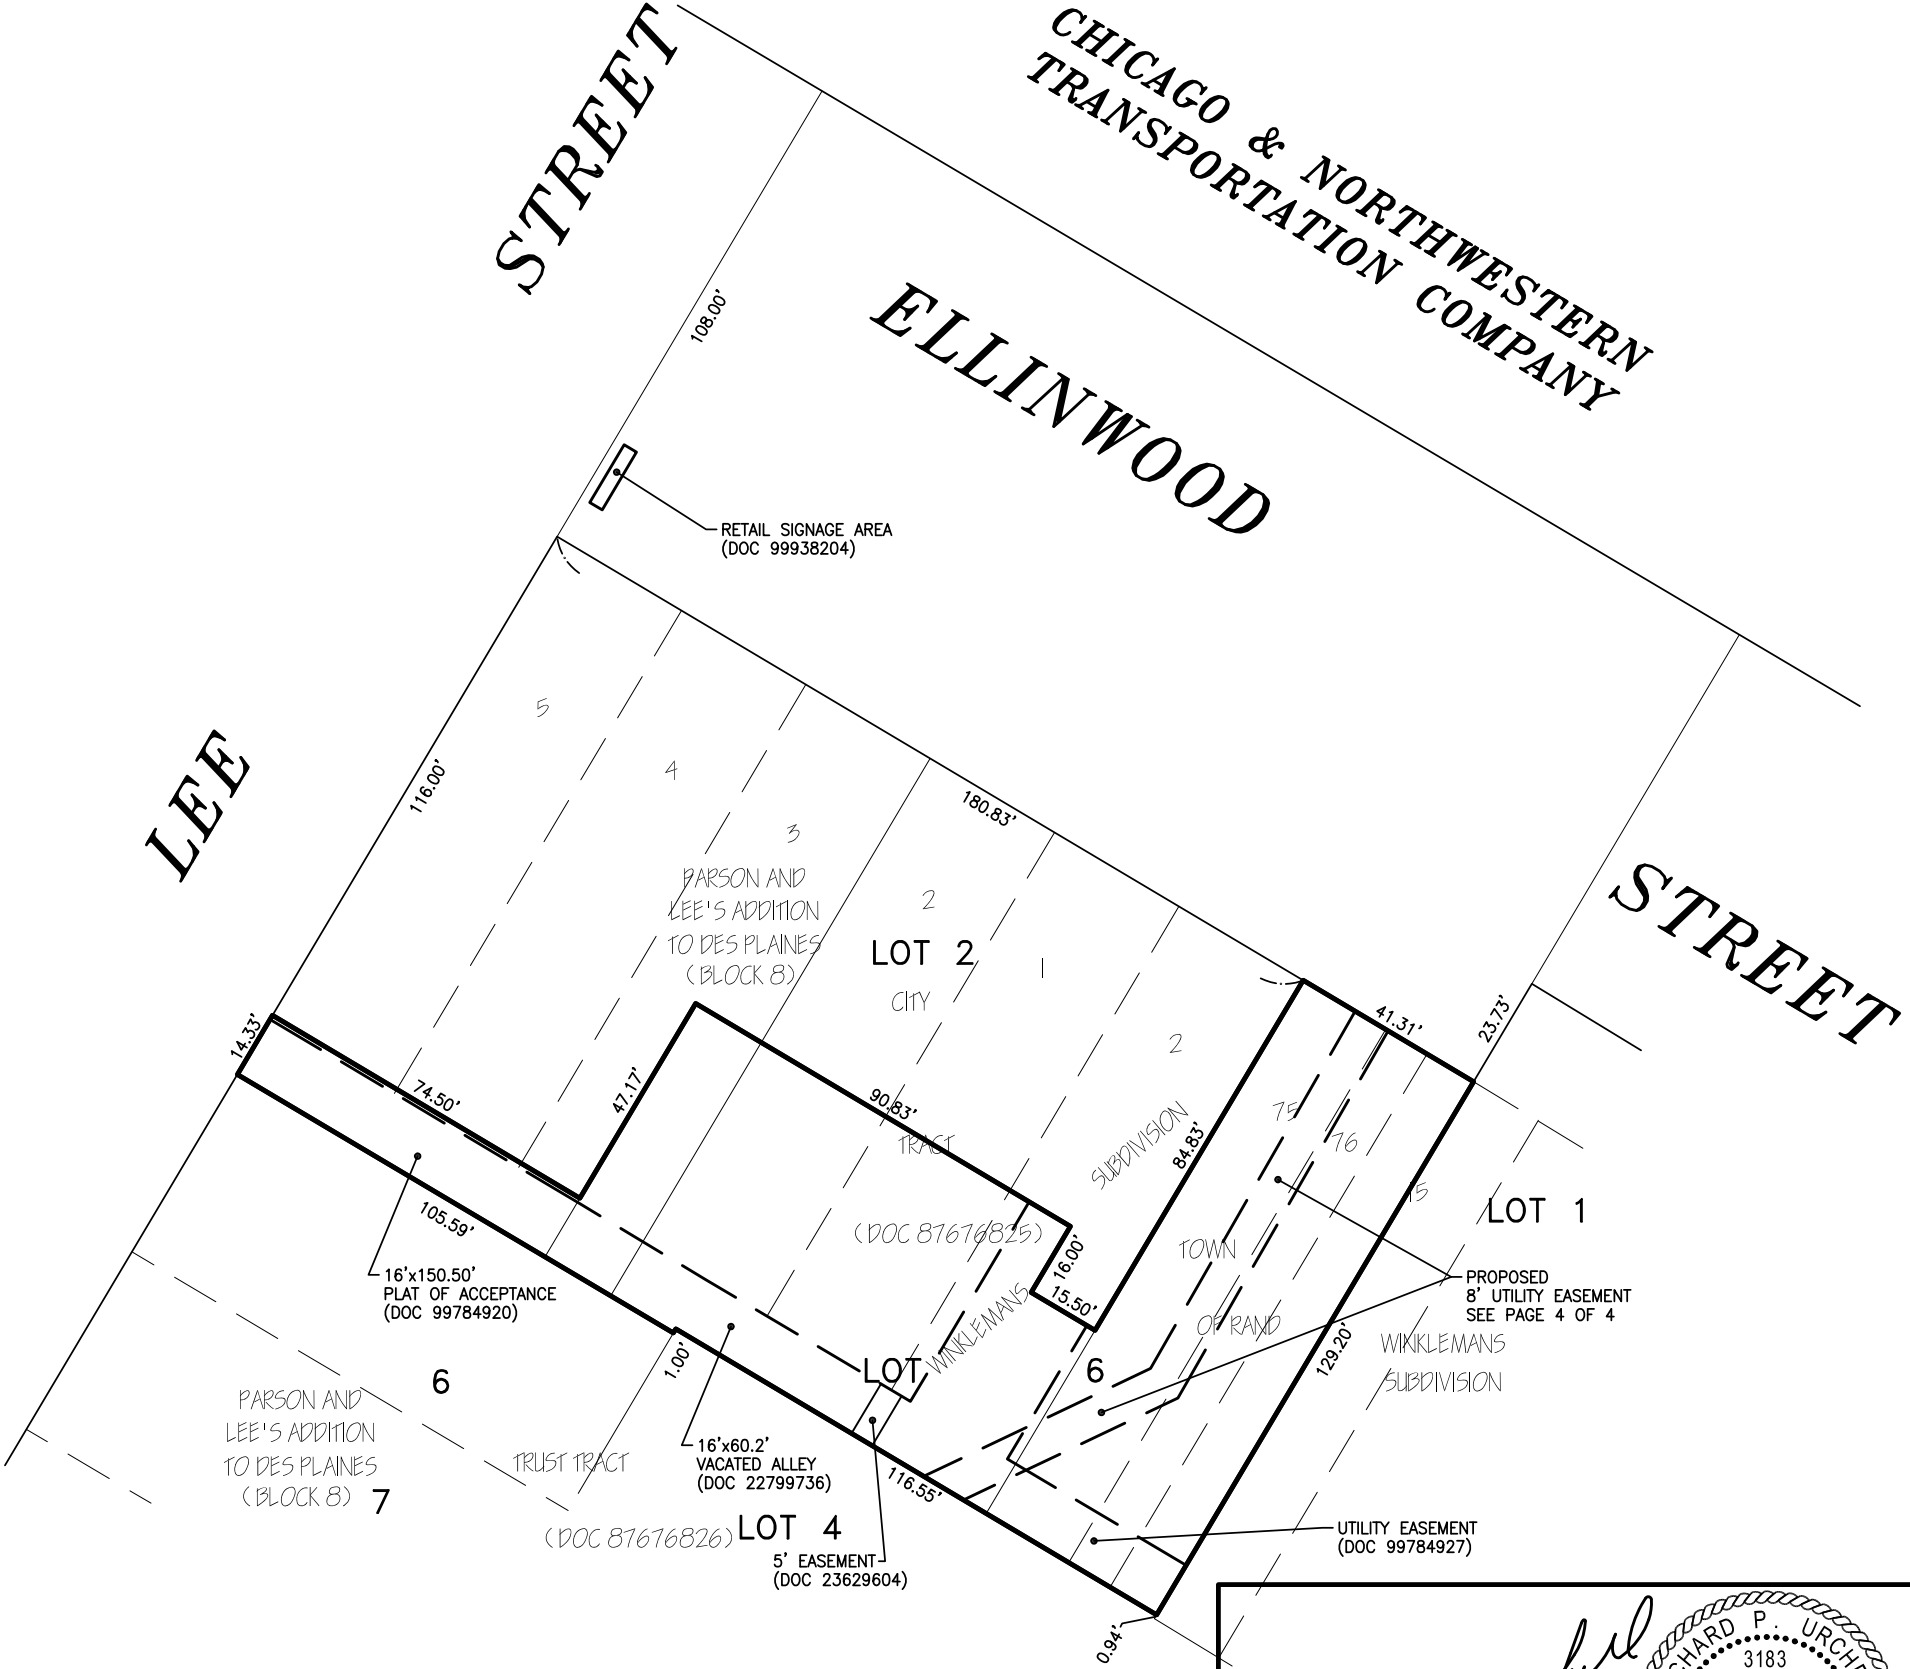 CHICAGO & NORTHWESTERN
TRANSPORTATION COMPANY
STREET
108.00'
ELLINWOOD
RETAIL SIGNAGE AREA
(DOC 99938204)
5
4
3
LEE
116.00'
180.83'
PARSON AND
LEE'S ADDITION
TO DES PLAINES
(BLOCK 8)
2
LOT 2
CITY
1
2
STREET
14.33'
74.50'
47.17'
90.83'
TRACT
SUBDIVISION
84.83'
41.31'
23.73'
75
76
15
LOT 1
(DOC 87676825)
TOWN
OF RAND
16.00'
15.50'
WINKLEMANS
105.59'
16'x150.50'
PLAT OF ACCEPTANCE
(DOC 99784920)
PROPOSED
8' UTILITY EASEMENT
SEE PAGE 4 OF 4
129.20'
WINKLEMANS
SUBDIVISION
1.00'
LOT 6
6
PARSON AND
LEE'S ADDITION
TO DES PLAINES
(BLOCK 8)
7
TRUST TRACT
(DOC 87676826)
16'x60.2'
VACATED ALLEY
(DOC 22799736)
LOT 4
116.55'
5' EASEMENT
(DOC 23629604)
UTILITY EASEMENT
(DOC 99784927)
0.94'
P.
3183